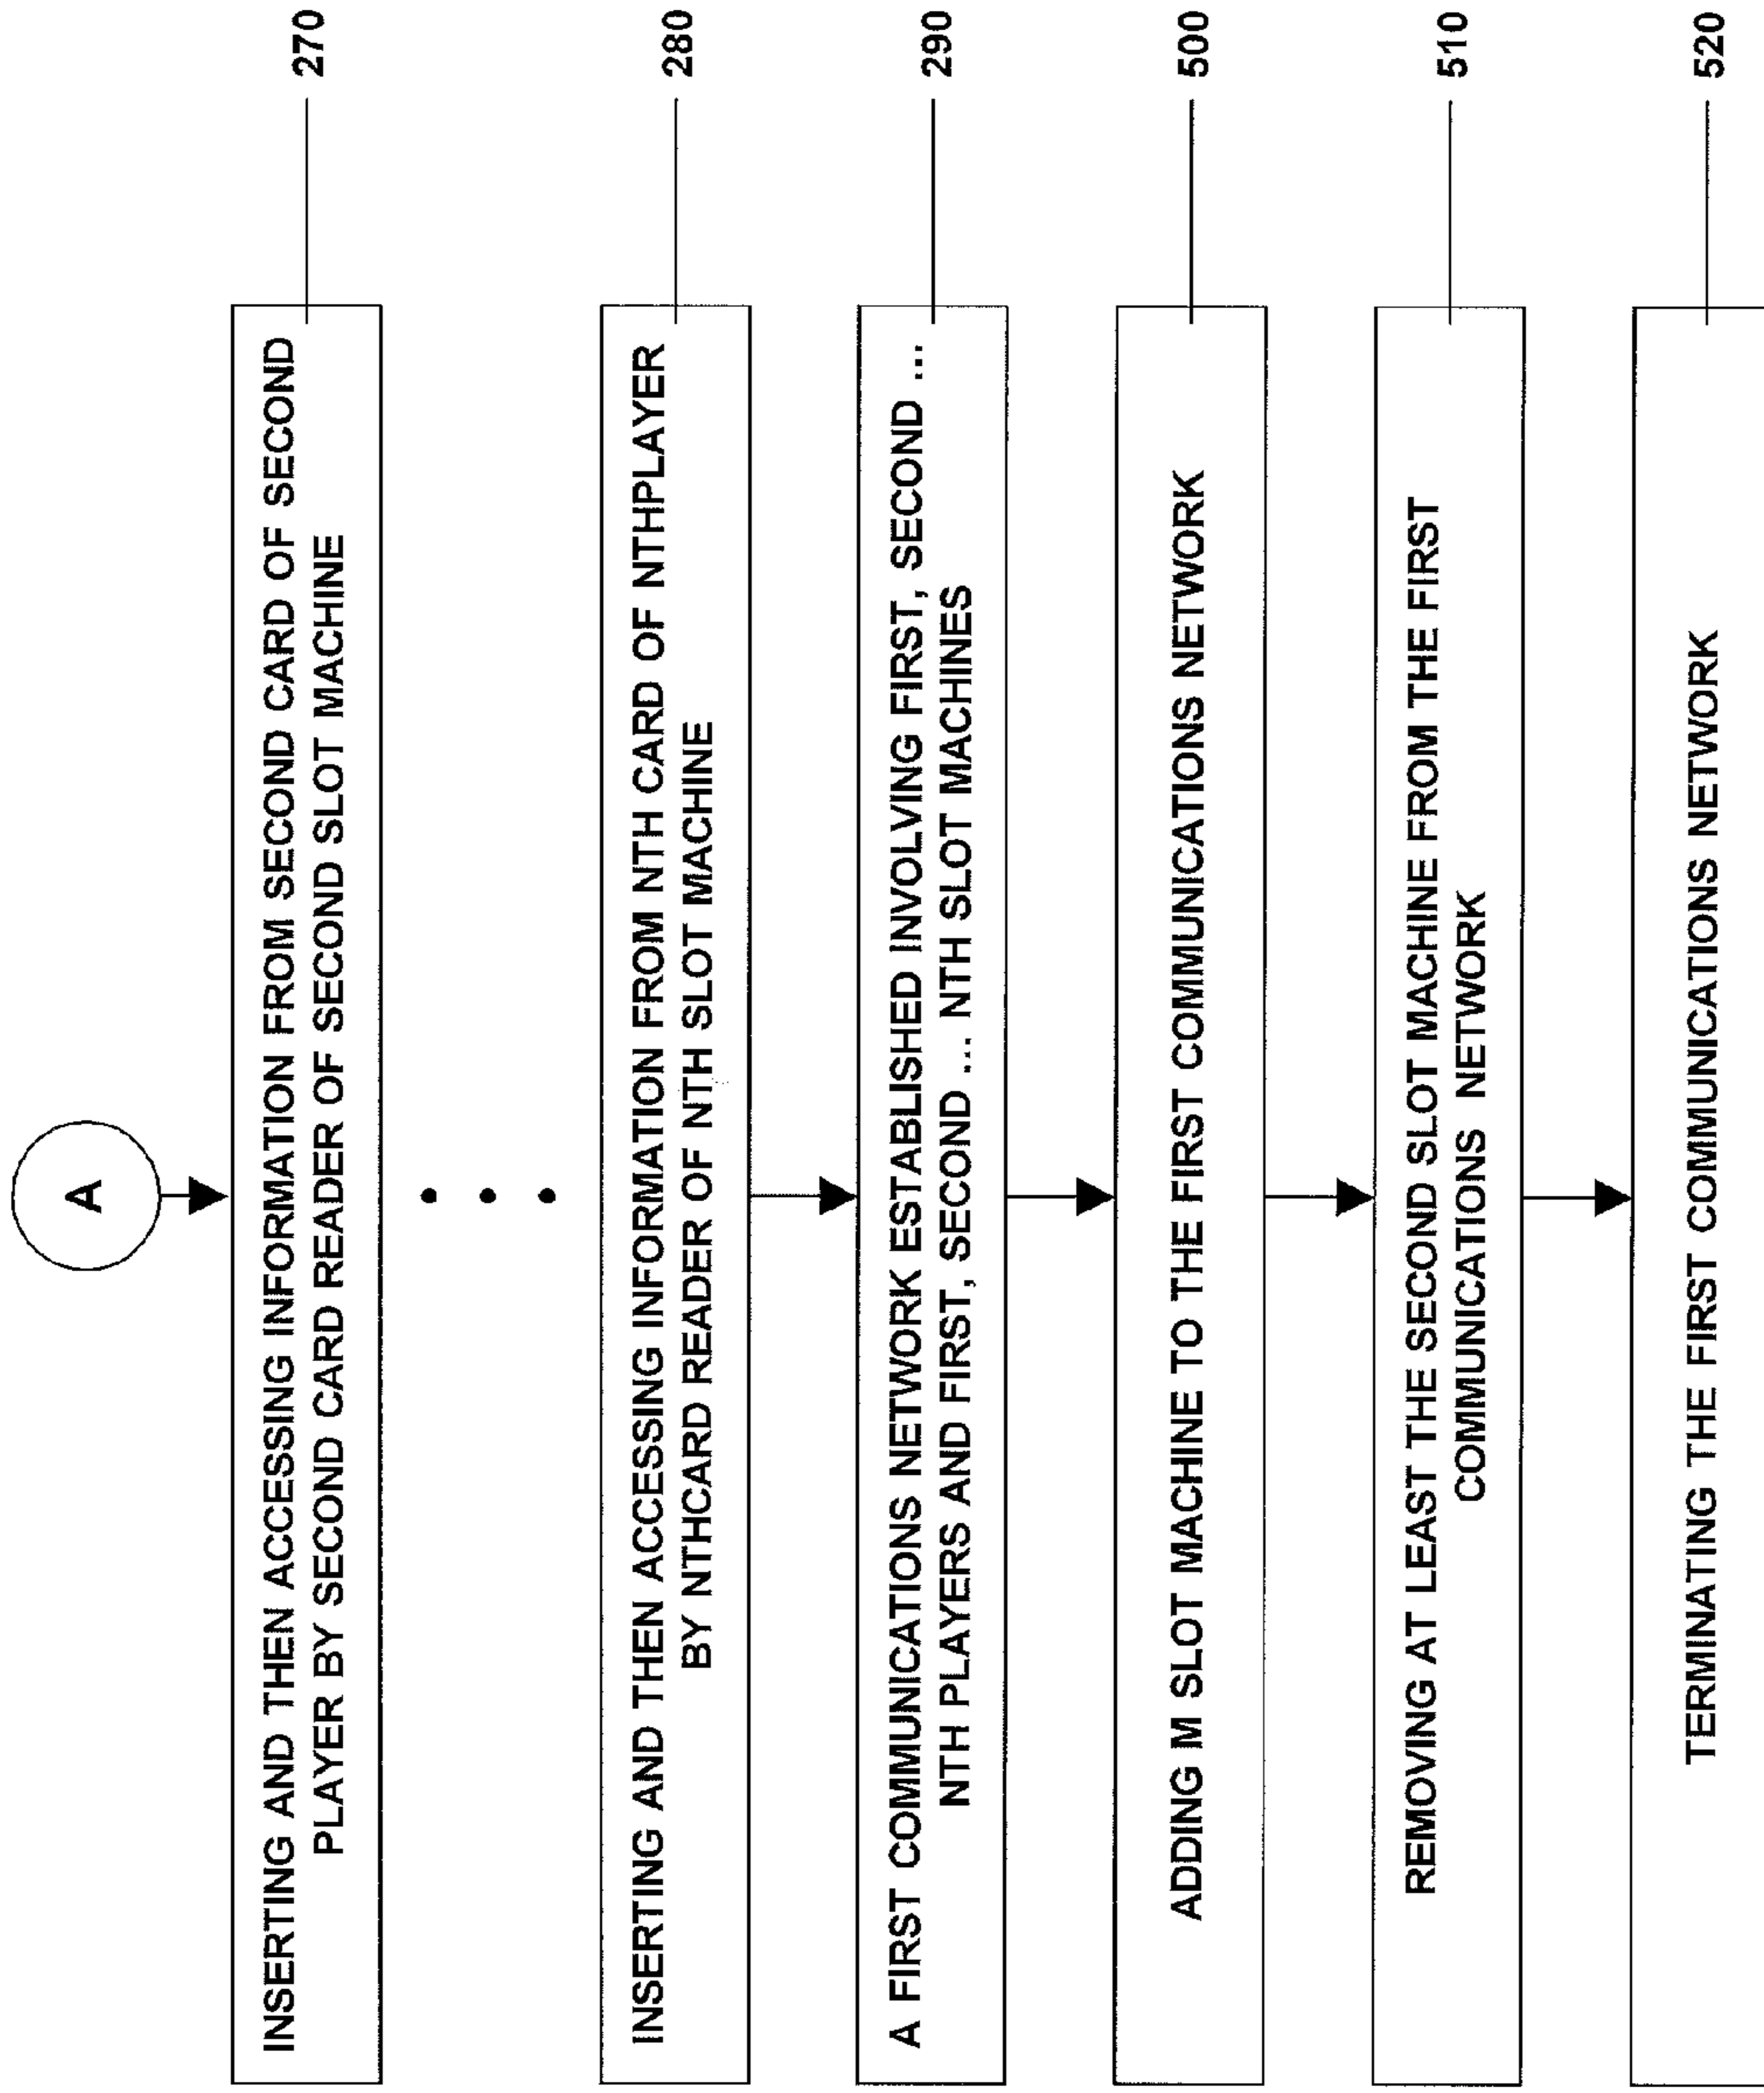 A
INSERTING AND THEN ACCESSING INFORMATION FROM SECOND CARD OF SECOND
PLAYER BY SECOND CARD READER OF SECOND SLOT MACHINE
270
INSERTING AND THEN ACCESSING INFORMATION FROM NTH CARD OF NTHPLAYER
BY NTHCARD READER OF NTH SLOT MACHINE
280
A FIRST COMMUNICATIONS NETWORK ESTABLISHED INVOLVING FIRST, SECOND ...
NTH PLAYERS AND FIRST, SECOND ... NTH SLOT MACHINES
290
ADDING M SLOT MACHINE TO THE FIRST COMMUNICATIONS NETWORK
500
REMOVING AT LEAST THE SECOND SLOT MACHINE FROM THE FIRST
COMMUNICATIONS NETWORK
510
TERMINATING THE FIRST COMMUNICATIONS NETWORK
520